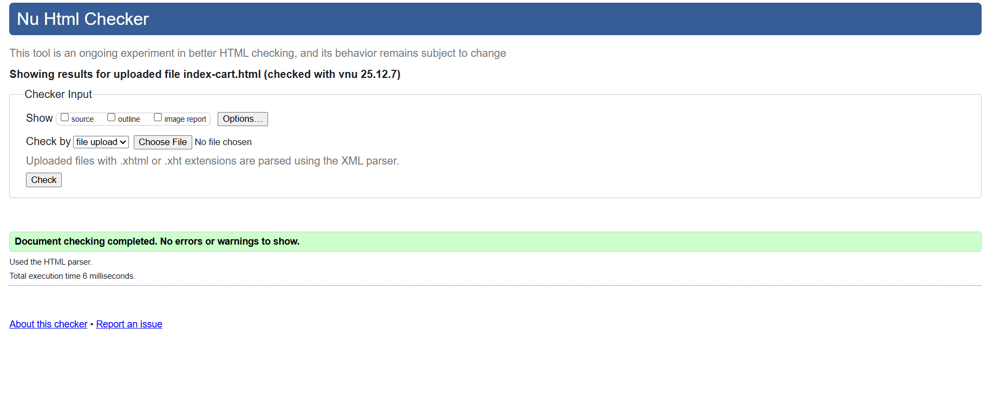 Nu Html Checker
This tool is an ongoing experiment in better HTML checking, and its behavior remains subject to change
Showing results for uploaded file index-cart.html (checked with vnu 25.12.7)
Checker Input
Show source outline image report Options...
Check by file upload Choose File No file chosen
Uploaded files with .xhtml or .xht extensions are parsed using the XML parser.
Check
Document checking completed. No errors or warnings to show.
Used the HTML parser.
Total execution time 6 milliseconds.
About this checker • Report an issue